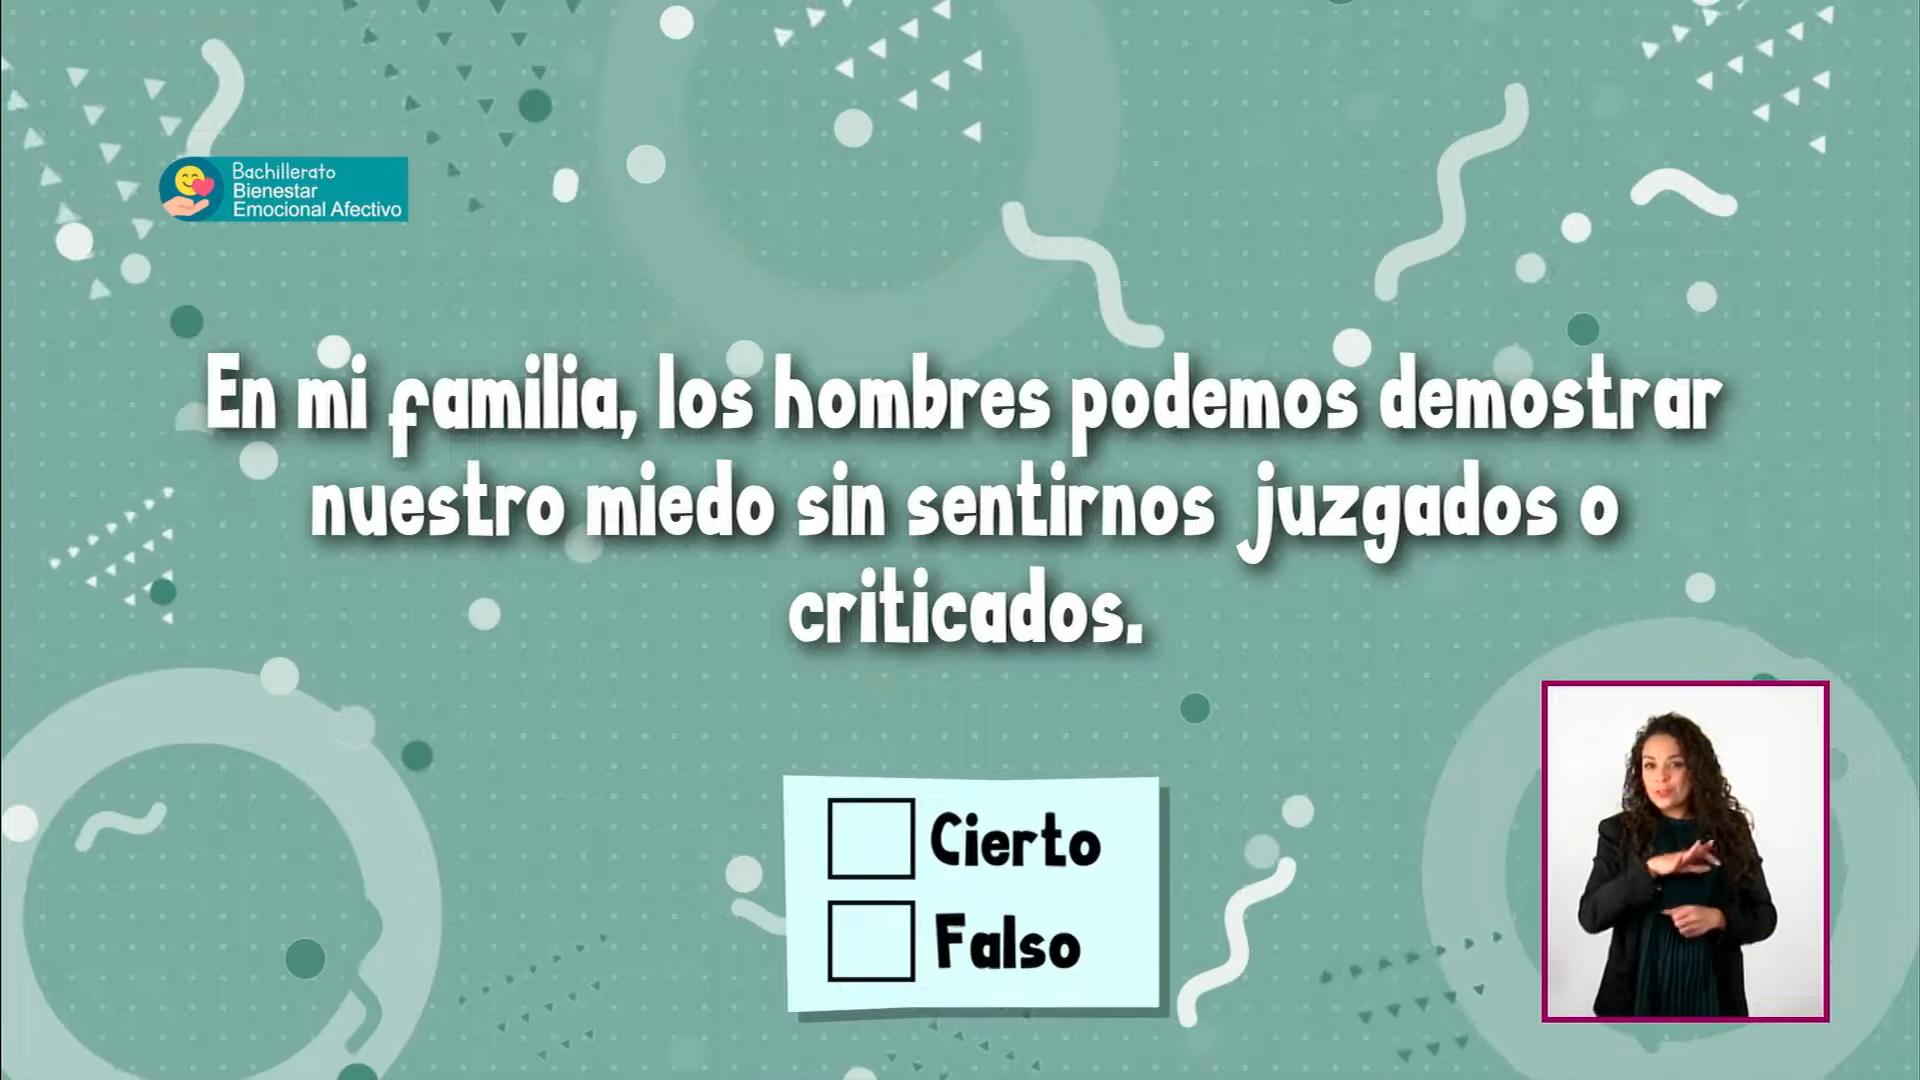 Bachillerato
Bienestar
Emocional Afectivo
En mi familia, los hombres podemos demostrar
nuestro miedo sin sentirnos juzgados o
criticados.
Cierto
Falso